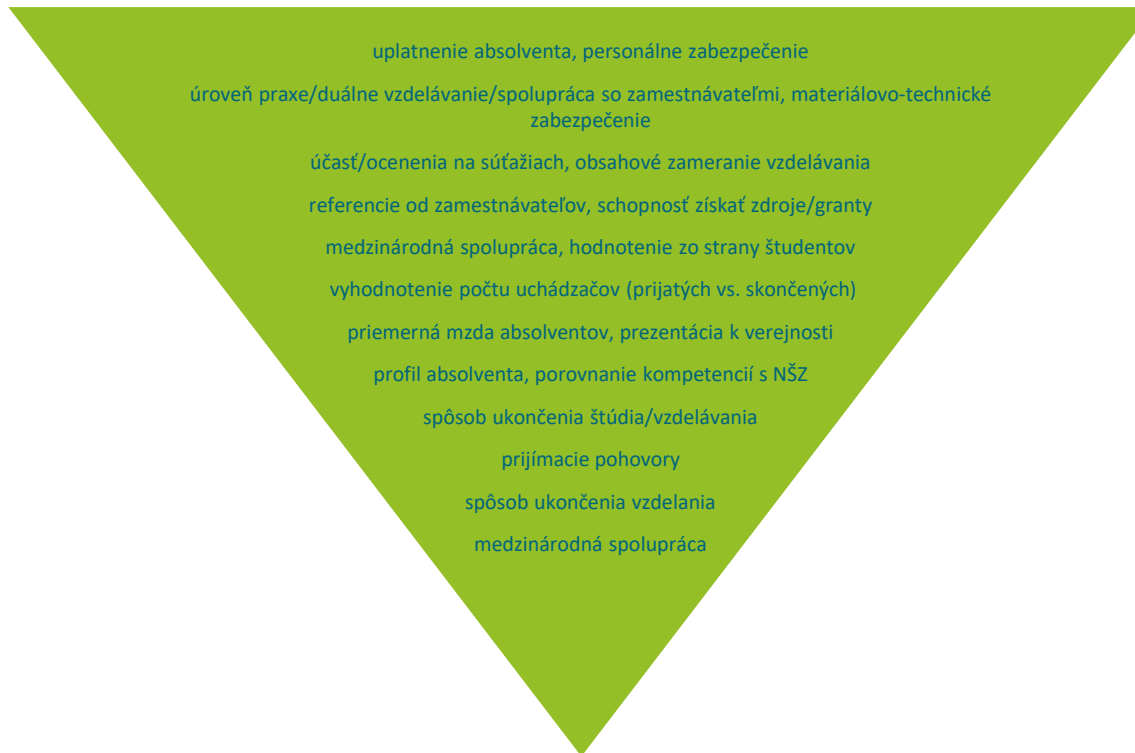 uplatnenie absolventa, personálne zabezpečenie
úroveň praxe/duálne vzdelávanie/spolupráca so zamestnávateľmi, materiálovo-technické
zabezpečenie
účasť/ocenenia na súťažiach, obsahové zameranie vzdelávania
referencie od zamestnávateľov, schopnosť získať zdroje/granty
medzinárodná spolupráca, hodnotenie zo strany študentov
vyhodnotenie počtu uchádzačov (prijatých vs. skončených)
priemerná mzda absolventov, prezentácia k verejnosti
profil absolventa, porovnanie kompetencií s NŠZ
spôsob ukončenia štúdia/vzdelávania
prijímacie pohovory
spôsob ukončenia vzdelania
medzinárodná spolupráca